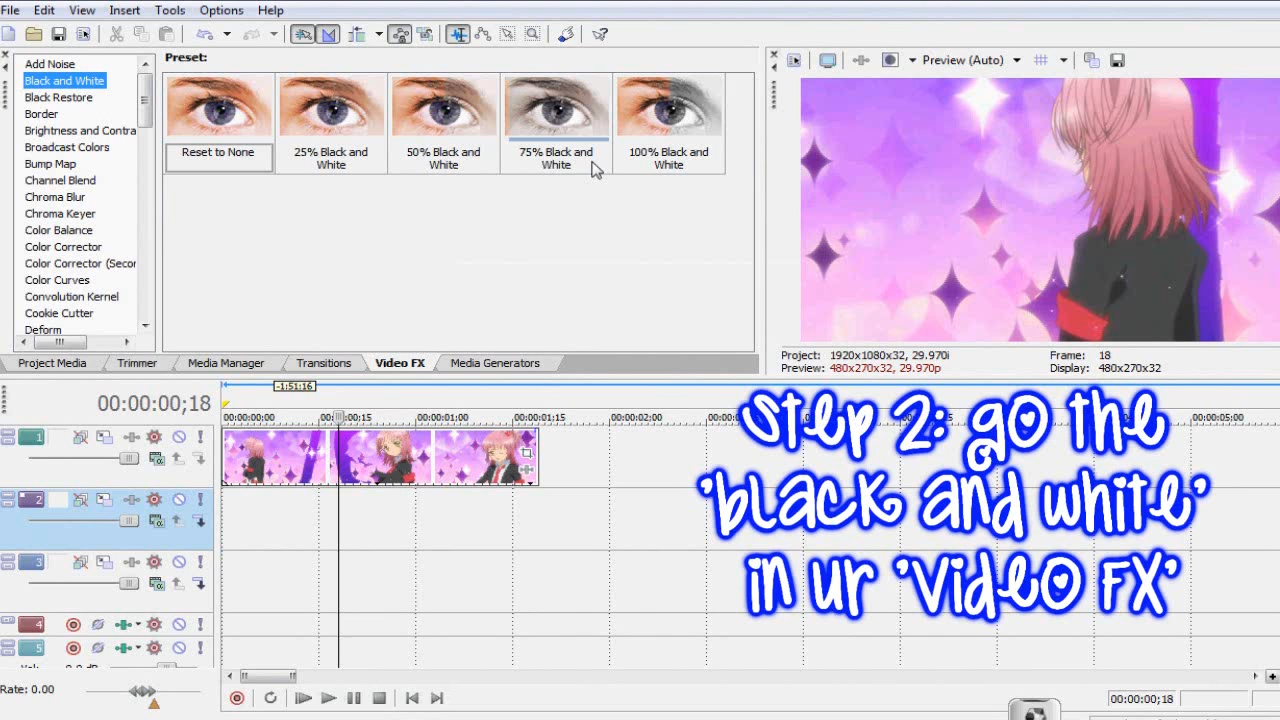 File Edit View Insert Tools Options Help
Preset:
Preview (Auto)
Add Noise
Black and White
Black Restore
Border
Brightness and Contra
Broadcast Colors
Bump Map
Channel Blend
Chroma Blur
Chroma Keyer
Color Balance
Color Corrector
Color Corrector (Secor
Color Curves
Convolution Kernel
Cookie Cutter
Deform
Reset to None
25% Black and
White
50% Black and
White
75% Black and
White
100% Black and
White
Project: 1920x1080x32, 29.970i
Preview: 480x270x32, 29.970p
Frame: 18
Display: 480x270x32
Project Media Trimmer Media Manager Transitions Video FX Media Generators
-1:51:16
00:00:00;18
00:00:00;00 00:00:00;15 00:00:01;00 00:00:01;15 00:00:02;00 00:00:05;00
1
2
3
4
5
Step 2: go the
'black and white'
in ur 'Video FX'
Rate: 0.00
00:00:00;18